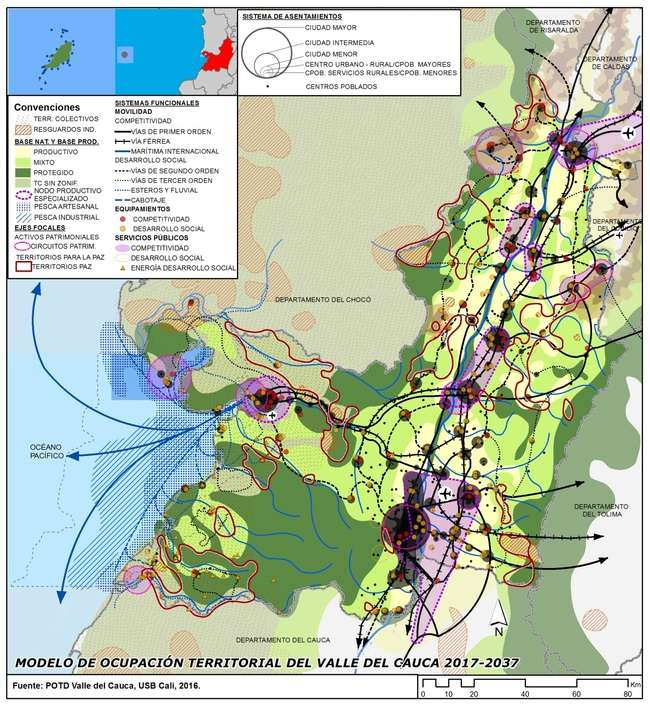 SISTEMA DE ASENTAMIENTOS
CIUDAD MAYOR
CIUDAD INTERMEDIA
CIUDAD MENOR
CENTRO URBANO - RURAL/CPOB. MAYORES
CPOB. SERVICIOS RURALES/CPOB. MENORES
CENTROS POBLADOS
DEPARTAMENTO
DE RISARALDA
DEPARTAMENTO
DE CALDAS
Convenciones
TERR. COLECTIVOS
RESGUARDOS IND.
BASE NAT. Y BASE PROD.
PRODUCTIVO
MIXTO
PROTEGIDO
TC SIN ZONIF.
NODO PRODUCTIVO
ESPECIALIZADO
PESCA ARTESANAL
PESCA INDUSTRIAL
EJES FOCALES
ACTIVOS PATRIMONIALES
CIRCUITOS PATRIM.
TERRITORIOS PARA LA PAZ
TERRITORIOS PAZ
SISTEMAS FUNCIONALES
MOVILIDAD
COMPETITIVIDAD
VÍAS DE PRIMER ORDEN
VÍA FÉRREA
MARÍTIMA INTERNACIONAL
DESARROLLO SOCIAL
VÍAS DE SEGUNDO ORDEN
VÍAS DE TERCER ORDEN
ESTEROS Y FLUVIAL
CABOTAJE
EQUIPAMIENTOS
COMPETITIVIDAD
DESARROLLO SOCIAL
SERVICIOS PÚBLICOS
COMPETITIVIDAD
DESARROLLO SOCIAL
ENERGÍA DESARROLLO SOCIAL
DEPARTAMENTO DEL CHOCÓ
OCÉANO
PACÍFICO
DEPARTAMENTO
DEL TOLIMA
DEPARTAMENTO DEL CAUCA
N
MODELO DE OCUPACIÓN TERRITORIAL DEL VALLE DEL CAUCA 2017-2037
Fuente: POTD Valle del Cauca, USB Cali, 2016.
0 20 40 60 80
Km